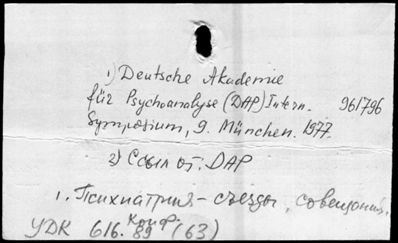 1) Deutsche Akademie
für Psychoanalyse (DAP) Intern. 961796
Symposium, 9. München. 1977.
2) Ссыл. от: DAP
1. Психиатрия - съезды, совещания.
Конф.
УДК 616.89 (63)